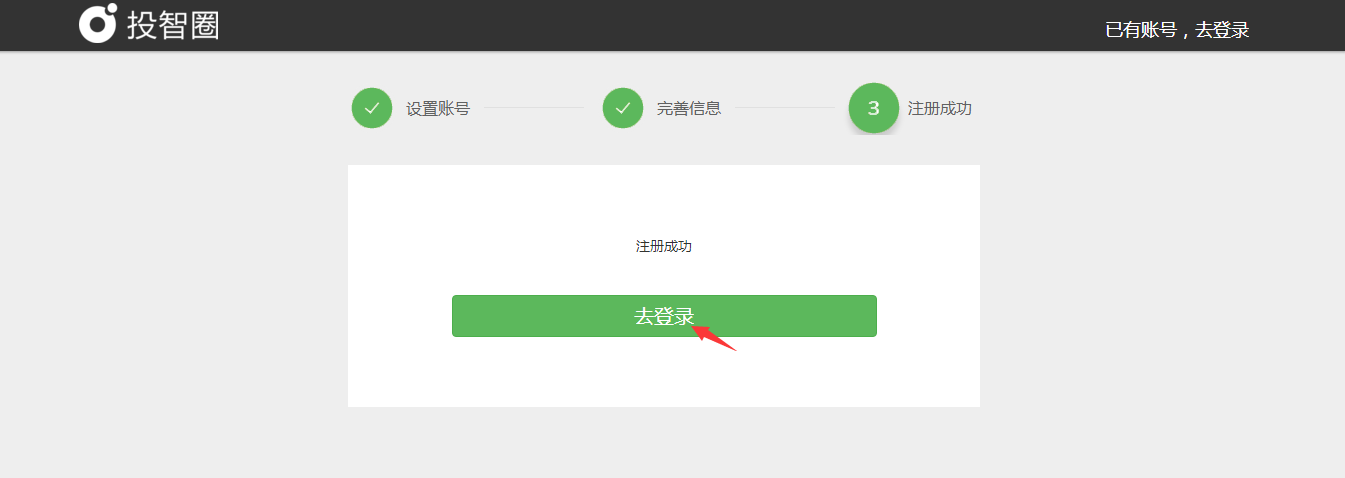 投智圈
已有账号，去登录
设置账号
完善信息
3 注册成功
注册成功
去登录